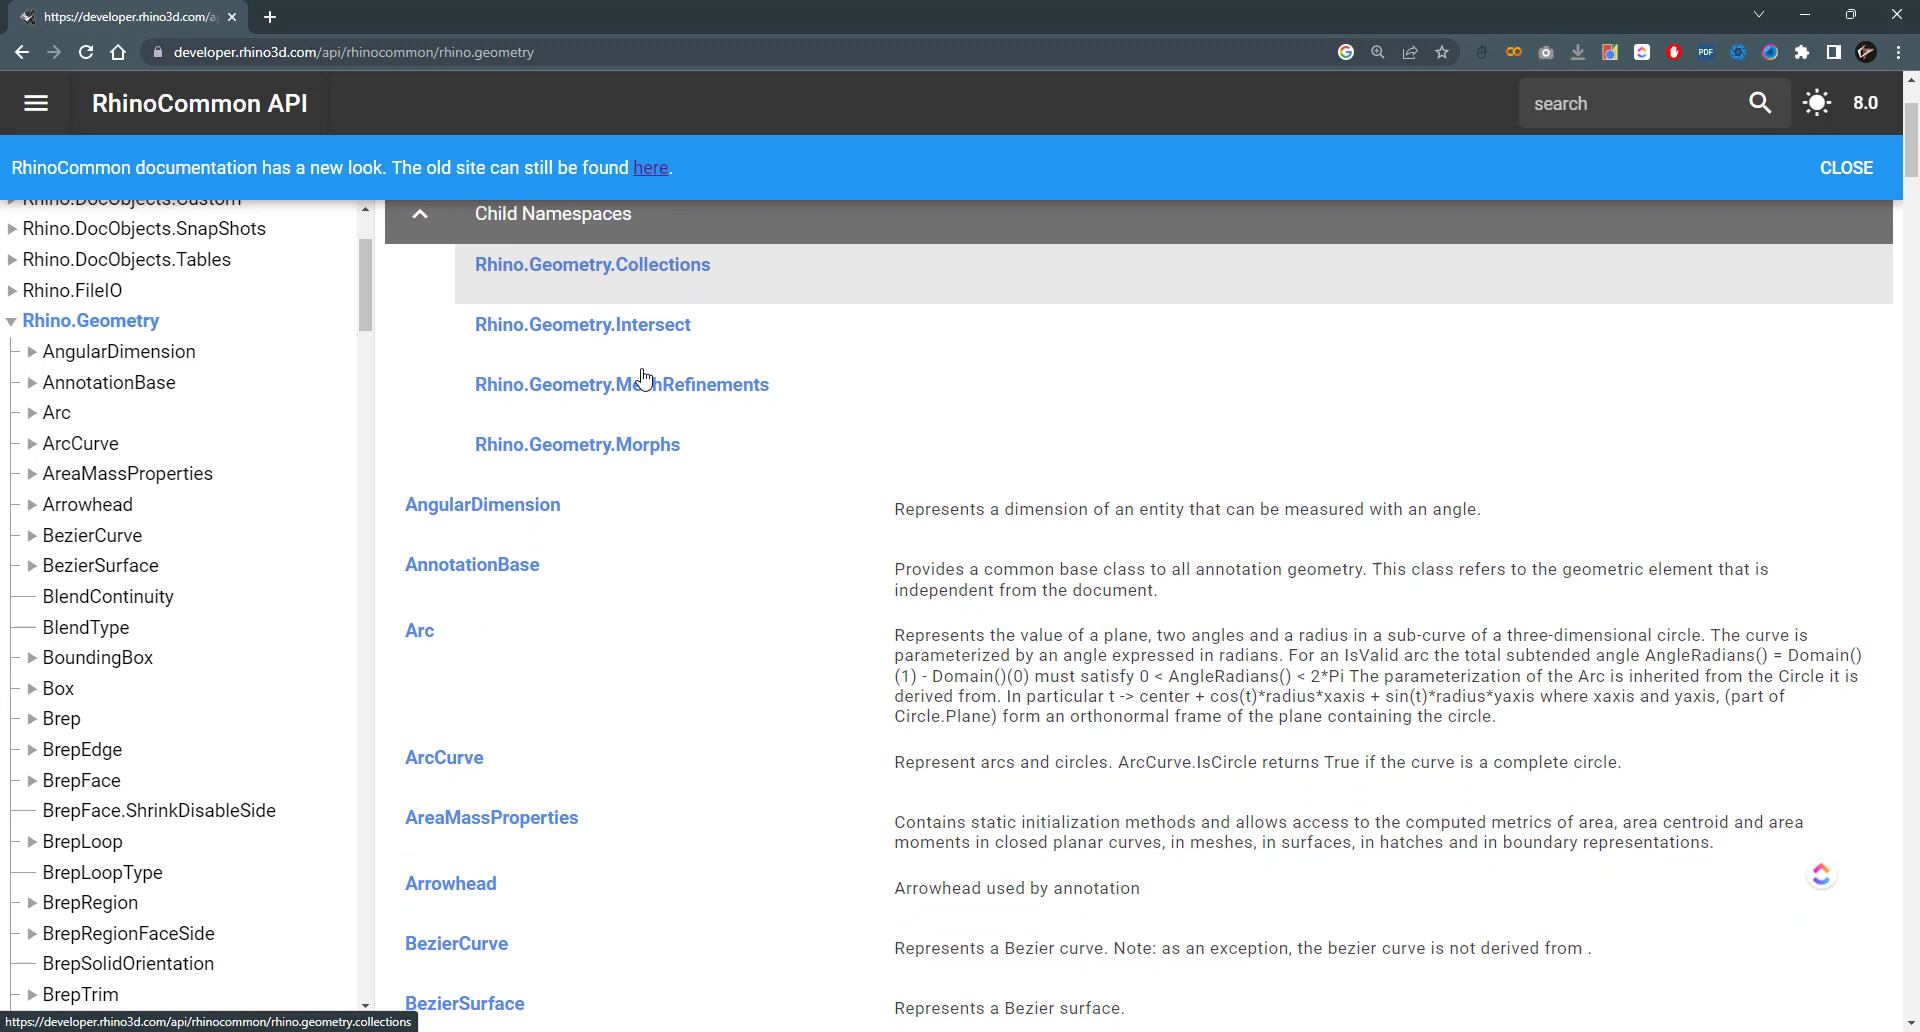 https://developer.rhino3d.com/a
developer.rhino3d.com/api/rhinocommon/rhino.geometry
PDF
RhinoCommon API
search
8.0
RhinoCommon documentation has a new look. The old site can still be found here.
CLOSE
Rhino.DocObjects.Custom
Rhino.DocObjects.SnapShots
Rhino.DocObjects.Tables
Rhino.FileIO
Rhino.Geometry
AngularDimension
AnnotationBase
Arc
ArcCurve
AreaMassProperties
Arrowhead
BezierCurve
BezierSurface
BlendContinuity
BlendType
BoundingBox
Box
Brep
BrepEdge
BrepFace
BrepFace.ShrinkDisableSide
BrepLoop
BrepLoopType
BrepRegion
BrepRegionFaceSide
BrepSolidOrientation
BrepTrim
Child Namespaces
Rhino.Geometry.Collections
Rhino.Geometry.Intersect
Rhino.Geometry.MeshRefinements
Rhino.Geometry.Morphs
AngularDimension
Represents a dimension of an entity that can be measured with an angle.
AnnotationBase
Provides a common base class to all annotation geometry. This class refers to the geometric element that is
independent from the document.
Arc
Represents the value of a plane, two angles and a radius in a sub-curve of a three-dimensional circle. The curve is
parameterized by an angle expressed in radians. For an IsValid arc the total subtended angle AngleRadians() = Domain()
(1) - Domain()(0) must satisfy 0 < AngleRadians() < 2*Pi The parameterization of the Arc is inherited from the Circle it is
derived from. In particular t -> center + cos(t)*radius*xaxis + sin(t)*radius*yaxis where xaxis and yaxis, (part of
Circle.Plane) form an orthonormal frame of the plane containing the circle.
ArcCurve
Represent arcs and circles. ArcCurve.IsCircle returns True if the curve is a complete circle.
AreaMassProperties
Contains static initialization methods and allows access to the computed metrics of area, area centroid and area
moments in closed planar curves, in meshes, in surfaces, in hatches and in boundary representations.
Arrowhead
Arrowhead used by annotation
BezierCurve
Represents a Bezier curve. Note: as an exception, the bezier curve is not derived from .
BezierSurface
Represents a Bezier surface.
https://developer.rhino3d.com/api/rhinocommon/rhino.geometry.collections